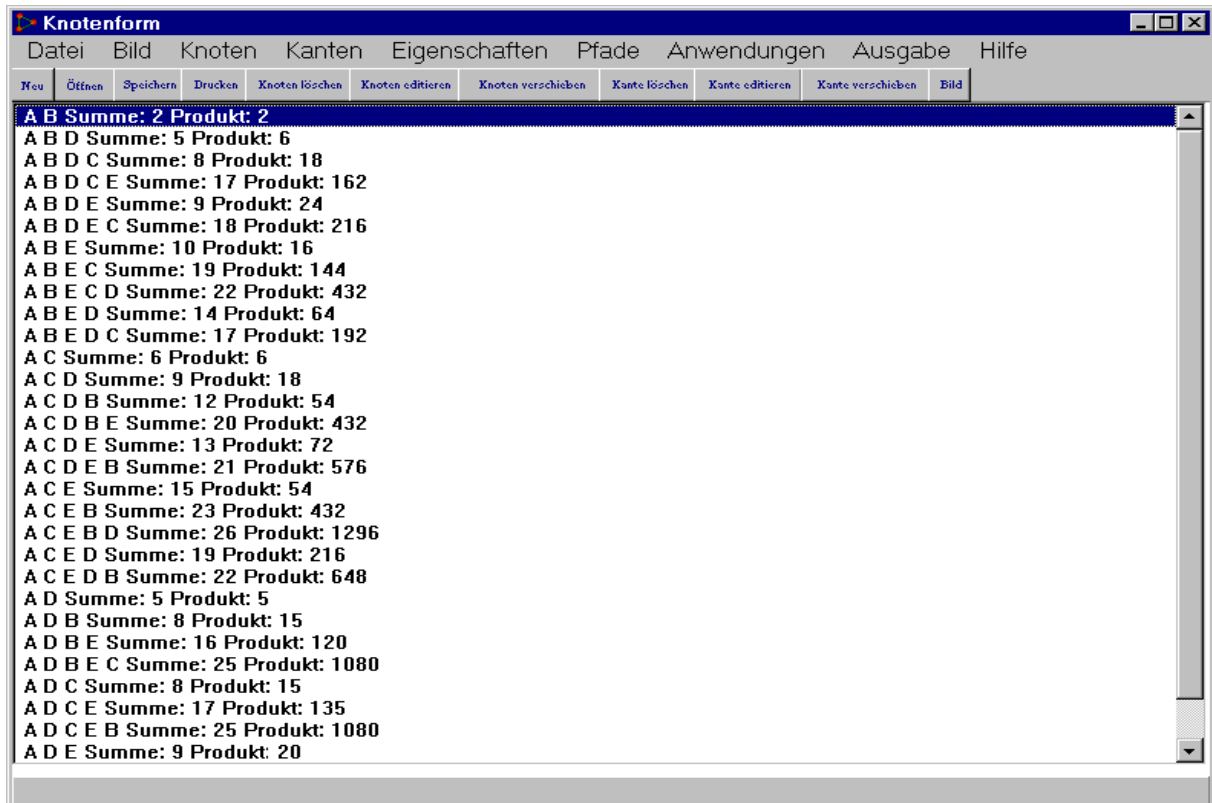 Knotenform
Datei Bild Knoten Kanten Eigenschaften Pfade Anwendungen Ausgabe Hilfe
Neu Öffnen Speichern Drucken Knoten löschen Knoten editieren Knoten verschieben Kante löschen Kante editieren Kante verschieben Bild
A B Summe: 2 Produkt: 2
A B D Summe: 5 Produkt: 6
A B D C Summe: 8 Produkt: 18
A B D C E Summe: 17 Produkt: 162
A B D E Summe: 9 Produkt: 24
A B D E C Summe: 18 Produkt: 216
A B E Summe: 10 Produkt: 16
A B E C Summe: 19 Produkt: 144
A B E C D Summe: 22 Produkt: 432
A B E D Summe: 14 Produkt: 64
A B E D C Summe: 17 Produkt: 192
A C Summe: 6 Produkt: 6
A C D Summe: 9 Produkt: 18
A C D B Summe: 12 Produkt: 54
A C D B E Summe: 20 Produkt: 432
A C D E Summe: 13 Produkt: 72
A C D E B Summe: 21 Produkt: 576
A C E Summe: 15 Produkt: 54
A C E B Summe: 23 Produkt: 432
A C E B D Summe: 26 Produkt: 1296
A C E D Summe: 19 Produkt: 216
A C E D B Summe: 22 Produkt: 648
A D Summe: 5 Produkt: 5
A D B Summe: 8 Produkt: 15
A D B E Summe: 16 Produkt: 120
A D B E C Summe: 25 Produkt: 1080
A D C Summe: 8 Produkt: 15
A D C E Summe: 17 Produkt: 135
A D C E B Summe: 25 Produkt: 1080
A D E Summe: 9 Produkt: 20